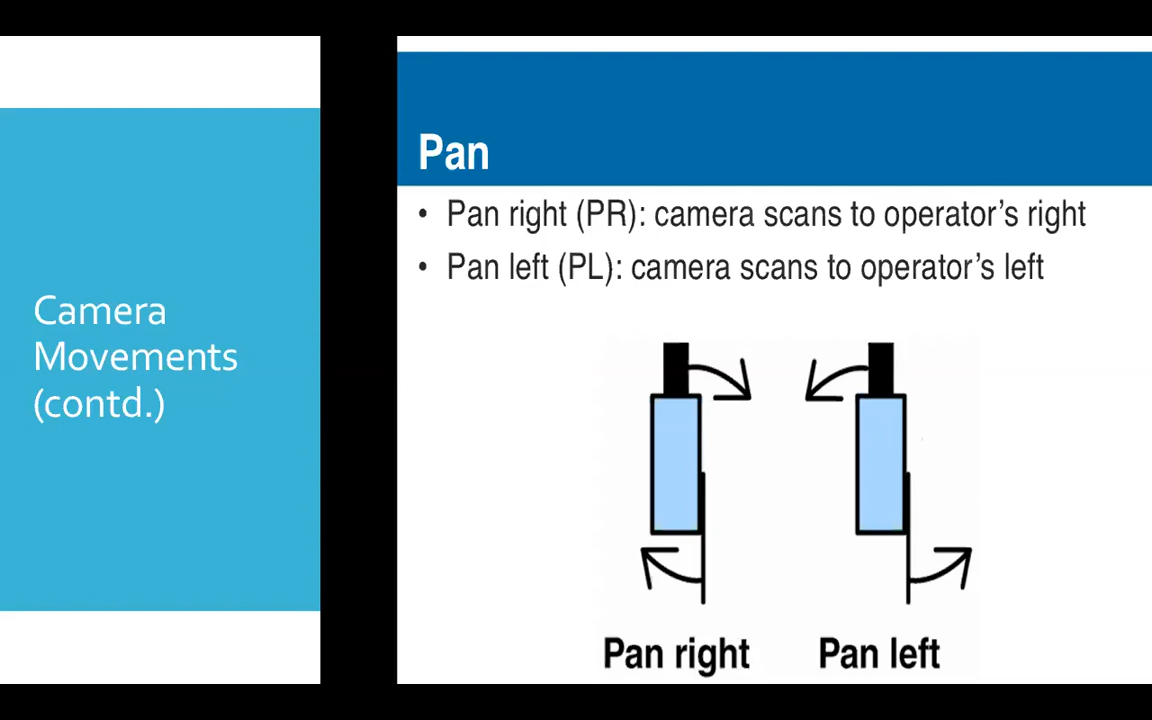 Camera
Movements
(contd.)
Pan
• Pan right (PR): camera scans to operator's right
• Pan left (PL): camera scans to operator's left
Pan right
Pan left